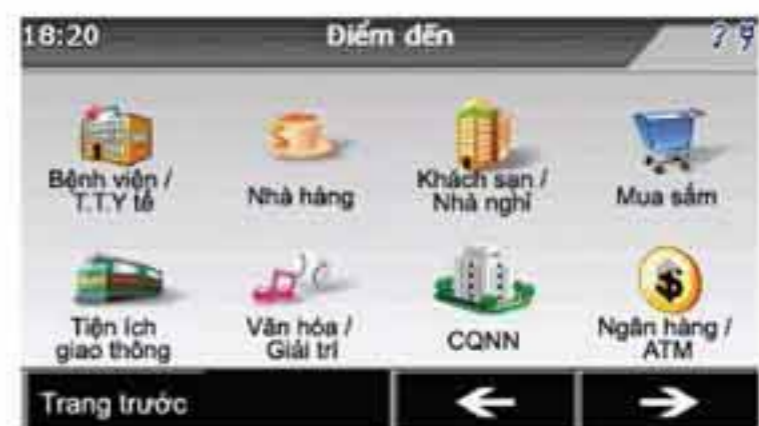 18:20
Điểm đến
Bệnh viện /
T.T.Y tế
Nhà hàng
Khách sạn /
Nhà nghỉ
Mua sắm
Tiện ích
giao thông
Văn hóa /
Giải trí
CQNN
Ngân hàng /
ATM
Trang trước